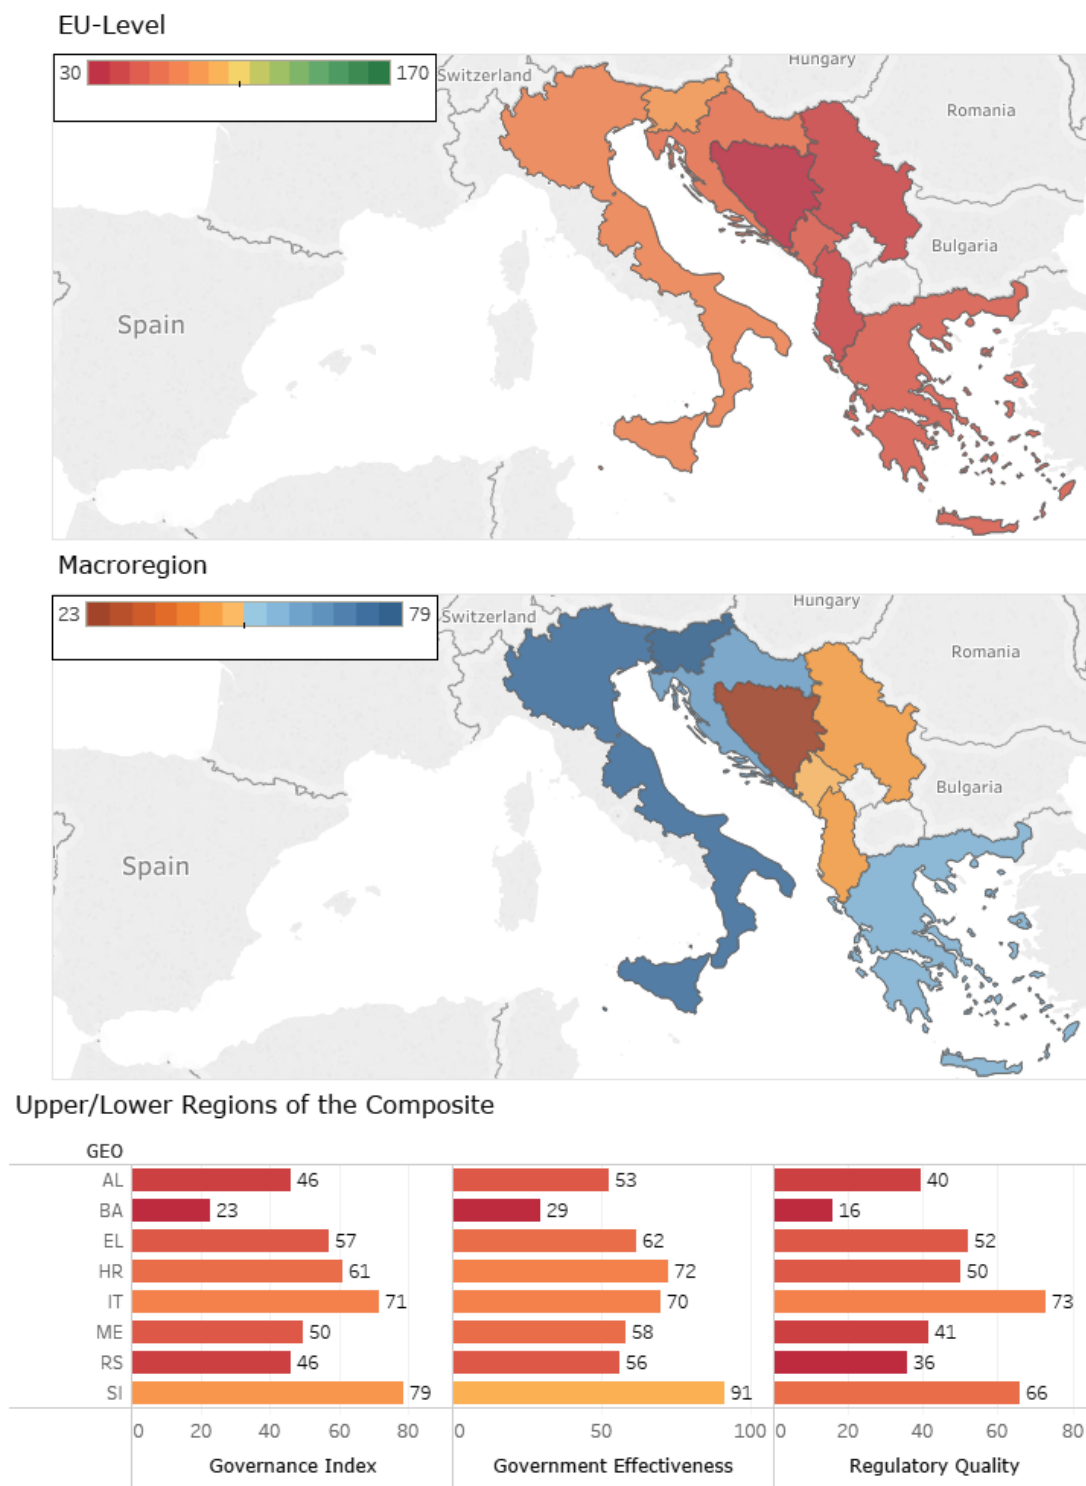 EU-Level
30 170
Switzerland
Hungary
Romania
Bulgaria
Spain
Macroregion
23 79
Switzerland
Hungary
Romania
Bulgaria
Spain
Upper/Lower Regions of the Composite
GEO
AL 46 53 40
BA 23 29 16
EL 57 62 52
HR 61 72 50
IT 71 70 73
ME 50 58 41
RS 46 56 36
SI 79 91 66
0 20 40 60 80 0 50 100 0 20 40 60 80
Governance Index Government Effectiveness Regulatory Quality